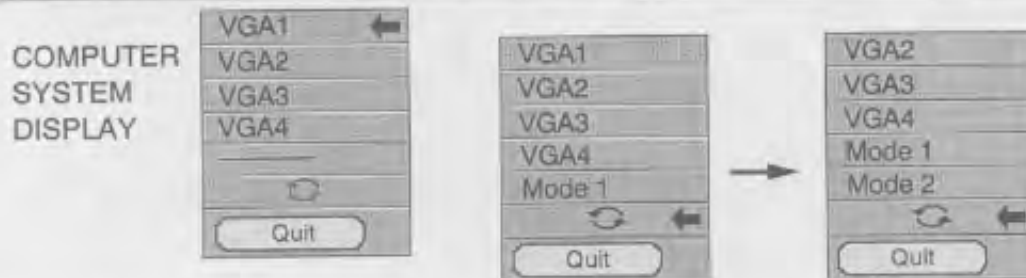 COMPUTER
SYSTEM
DISPLAY
VGA1
VGA2
VGA3
VGA4
Quit
VGA1
VGA2
VGA3
VGA4
Mode 1
Quit
VGA2
VGA3
VGA4
Mode 1
Mode 2
Quit